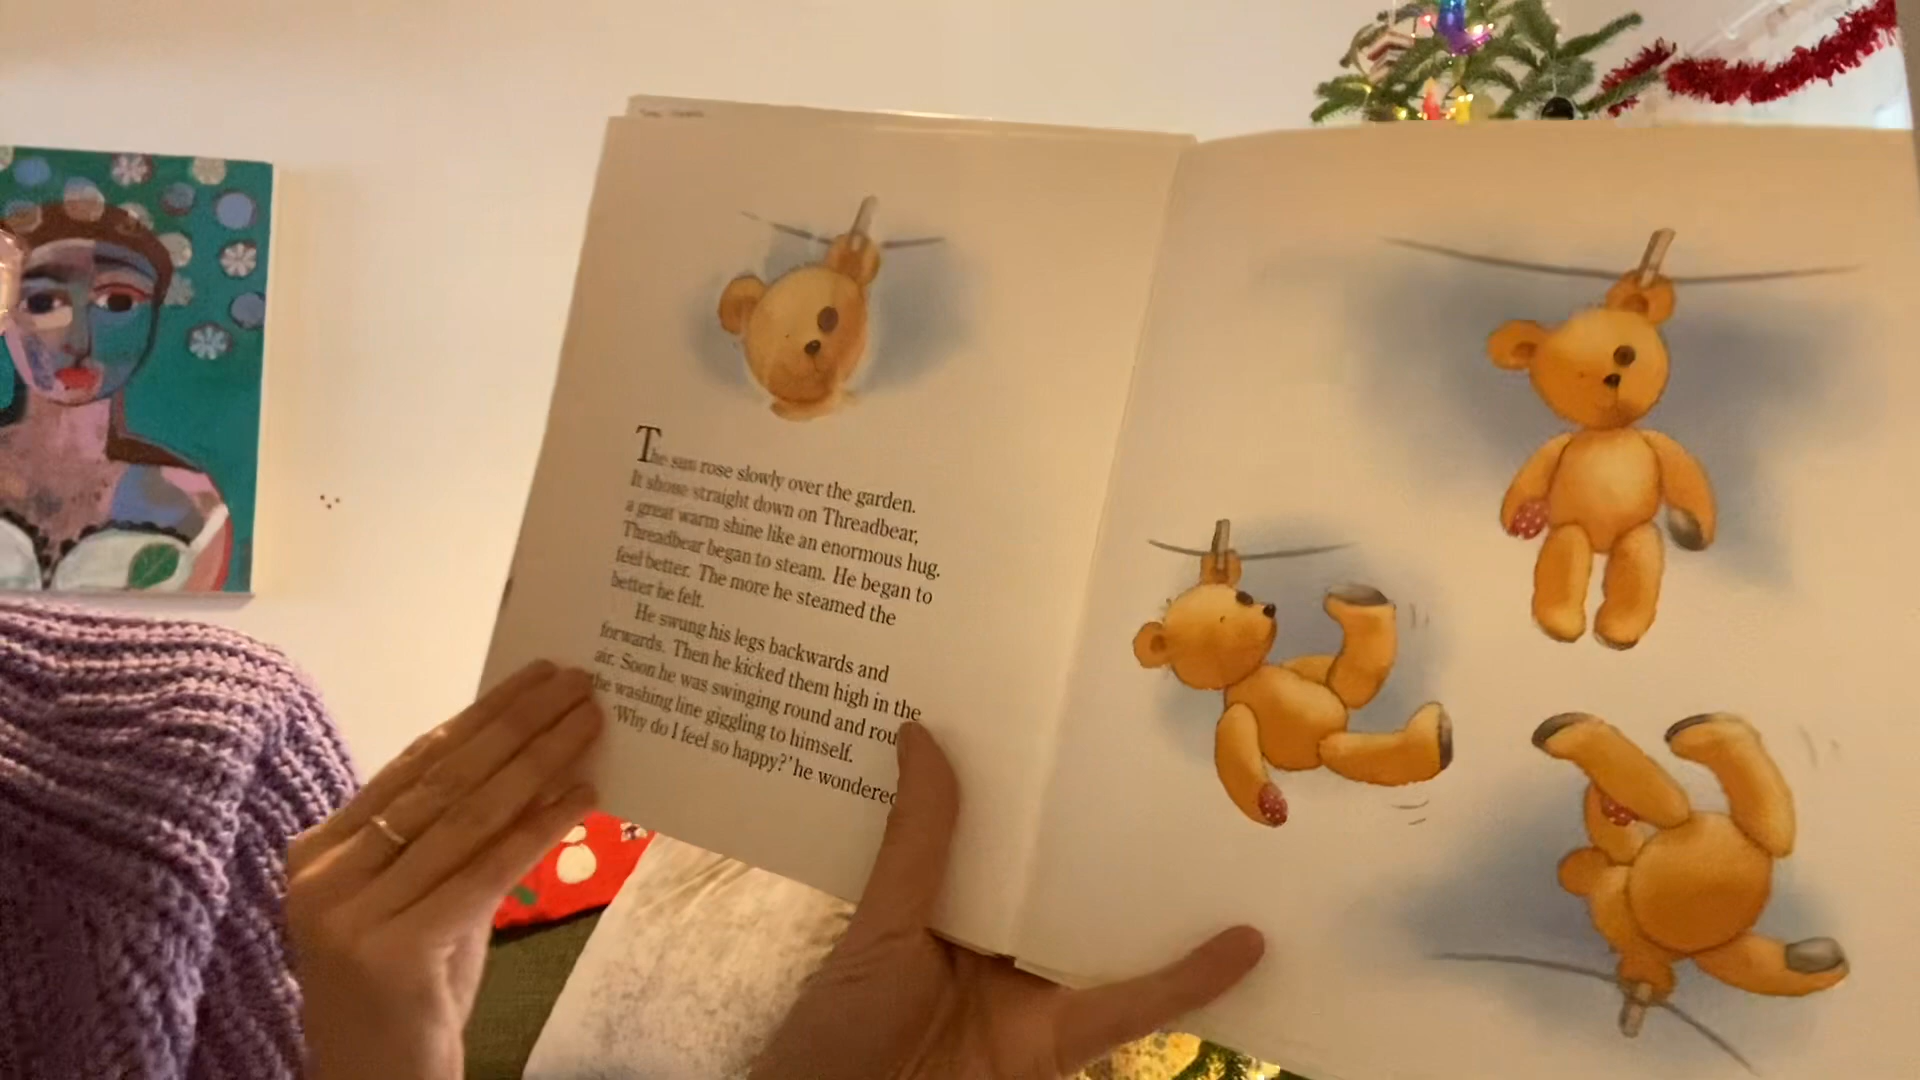 The sun rose slowly over the garden.
It shone straight down on Threadbear,
a great warm shine like an enormous hug.
Threadbear began to steam. He began to
feel better. The more he steamed the
better he felt.
He swung his legs backwards and
forwards. Then he kicked them high in the
air. Soon he was swinging round and rou
the washing line giggling to himself.
'Why do I feel so happy?' he wondered